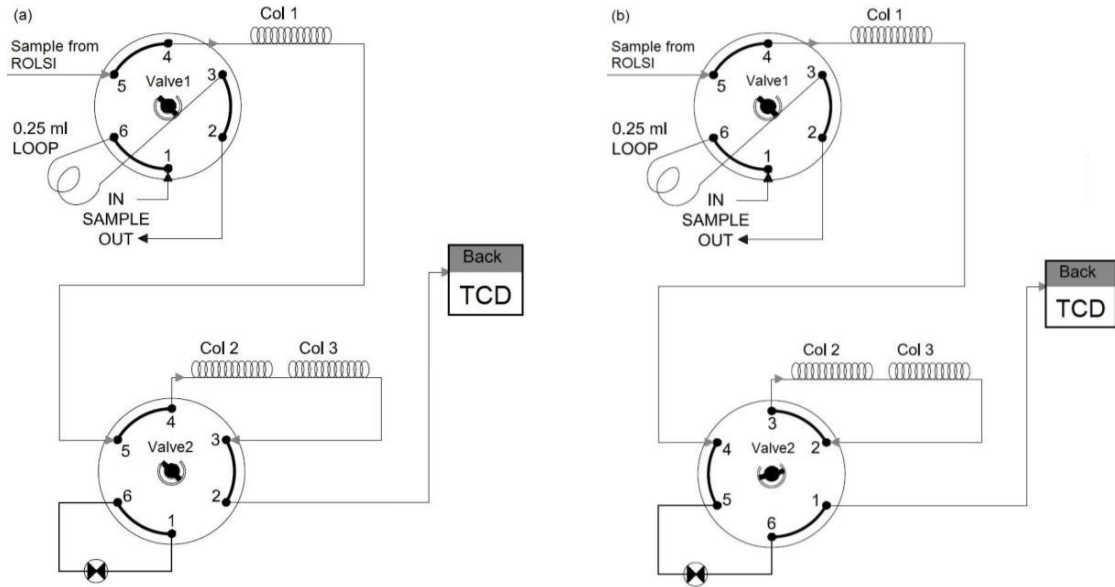 (a)
Col 1
Sample from
ROLSI
4
5
3
Valve1
6
2
1
0.25 ml
LOOP
IN
SAMPLE
OUT
Back
TCD
Col 2
Col 3
4
5
3
Valve2
6
2
1
(b)
Col 1
Sample from
ROLSI
4
5
3
Valve1
6
2
1
0.25 ml
LOOP
IN
SAMPLE
OUT
Back
TCD
Col 2
Col 3
3
4
2
Valve2
5
1
6